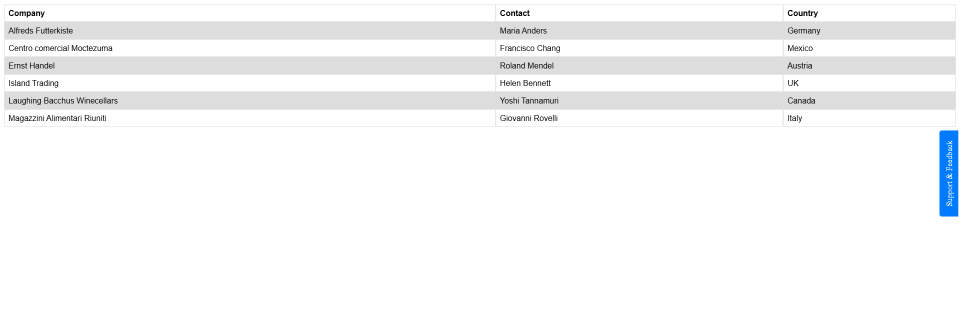 Company Contact Country
Alfreds Futterkiste Maria Anders Germany
Centro comercial Moctezuma Francisco Chang Mexico
Ernst Handel Roland Mendel Austria
Island Trading Helen Bennett UK
Laughing Bacchus Winecellars Yoshi Tannamuri Canada
Magazzini Alimentari Riuniti Giovanni Rovelli Italy
Support & Feedback